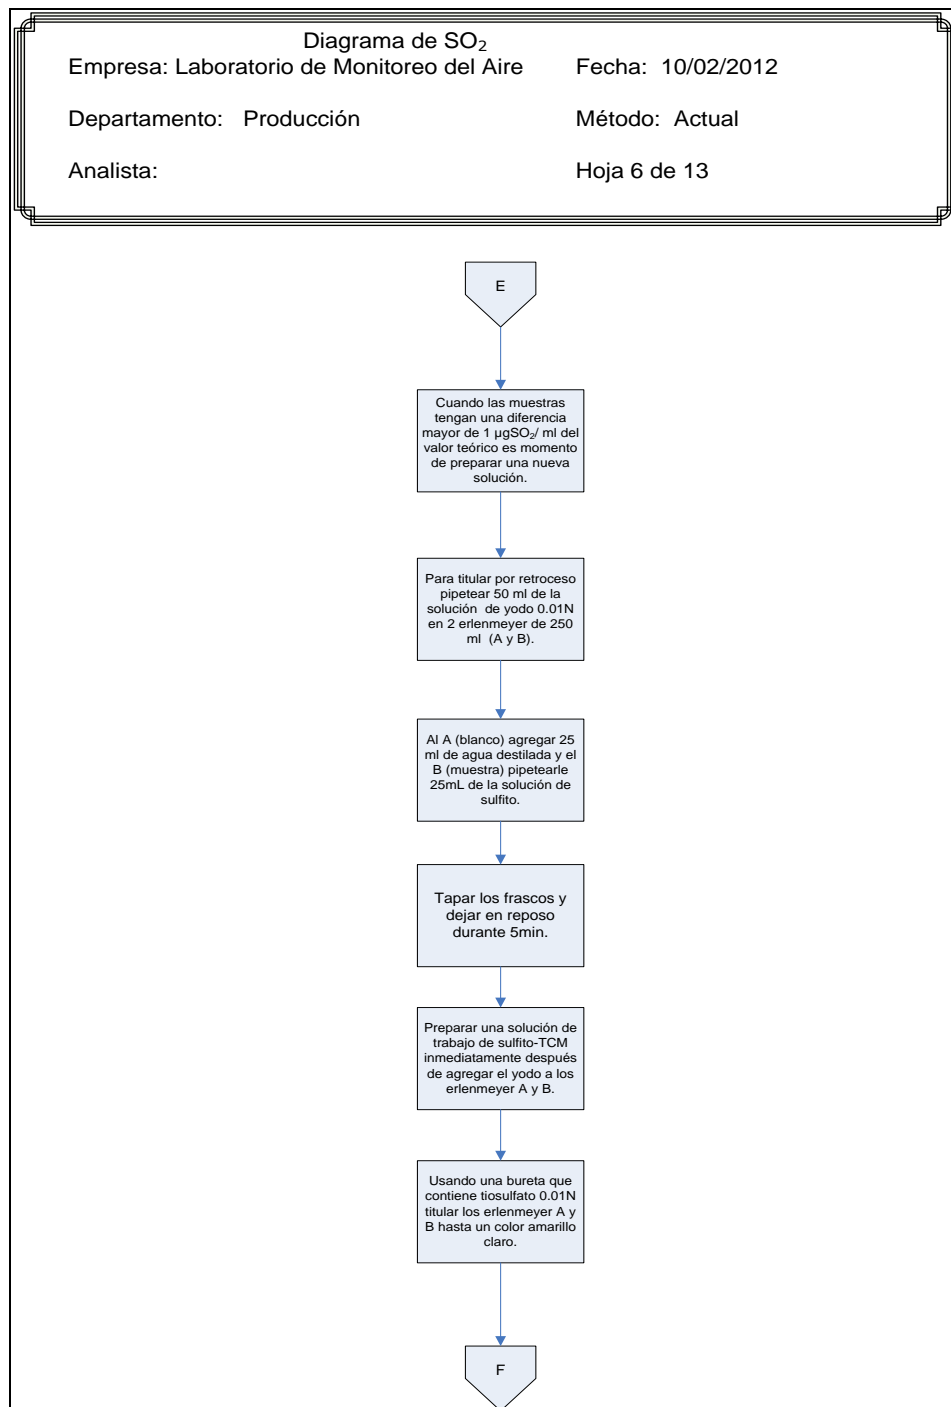 Diagrama de SO₂
Empresa: Laboratorio de Monitoreo del Aire Fecha: 10/02/2012
Departamento: Producción Método: Actual
Analista: Hoja 6 de 13
E
Cuando las muestras
tengan una diferencia
mayor de 1 µgSO₂/ ml del
valor teórico es momento
de preparar una nueva
solución.
Para titular por retroceso
pipetear 50 ml de la
solución de yodo 0.01N
en 2 erlenmeyer de 250
ml (A y B).
Al A (blanco) agregar 25
ml de agua destilada y el
B (muestra) pipetearle
25mL de la solución de
sulfito.
Tapar los frascos y
dejar en reposo
durante 5min.
Preparar una solución de
trabajo de sulfito-TCM
inmediatamente después
de agregar el yodo a los
erlenmeyer A y B.
Usando una bureta que
contiene tiosulfato 0.01N
titular los erlenmeyer A y
B hasta un color amarillo
claro.
F